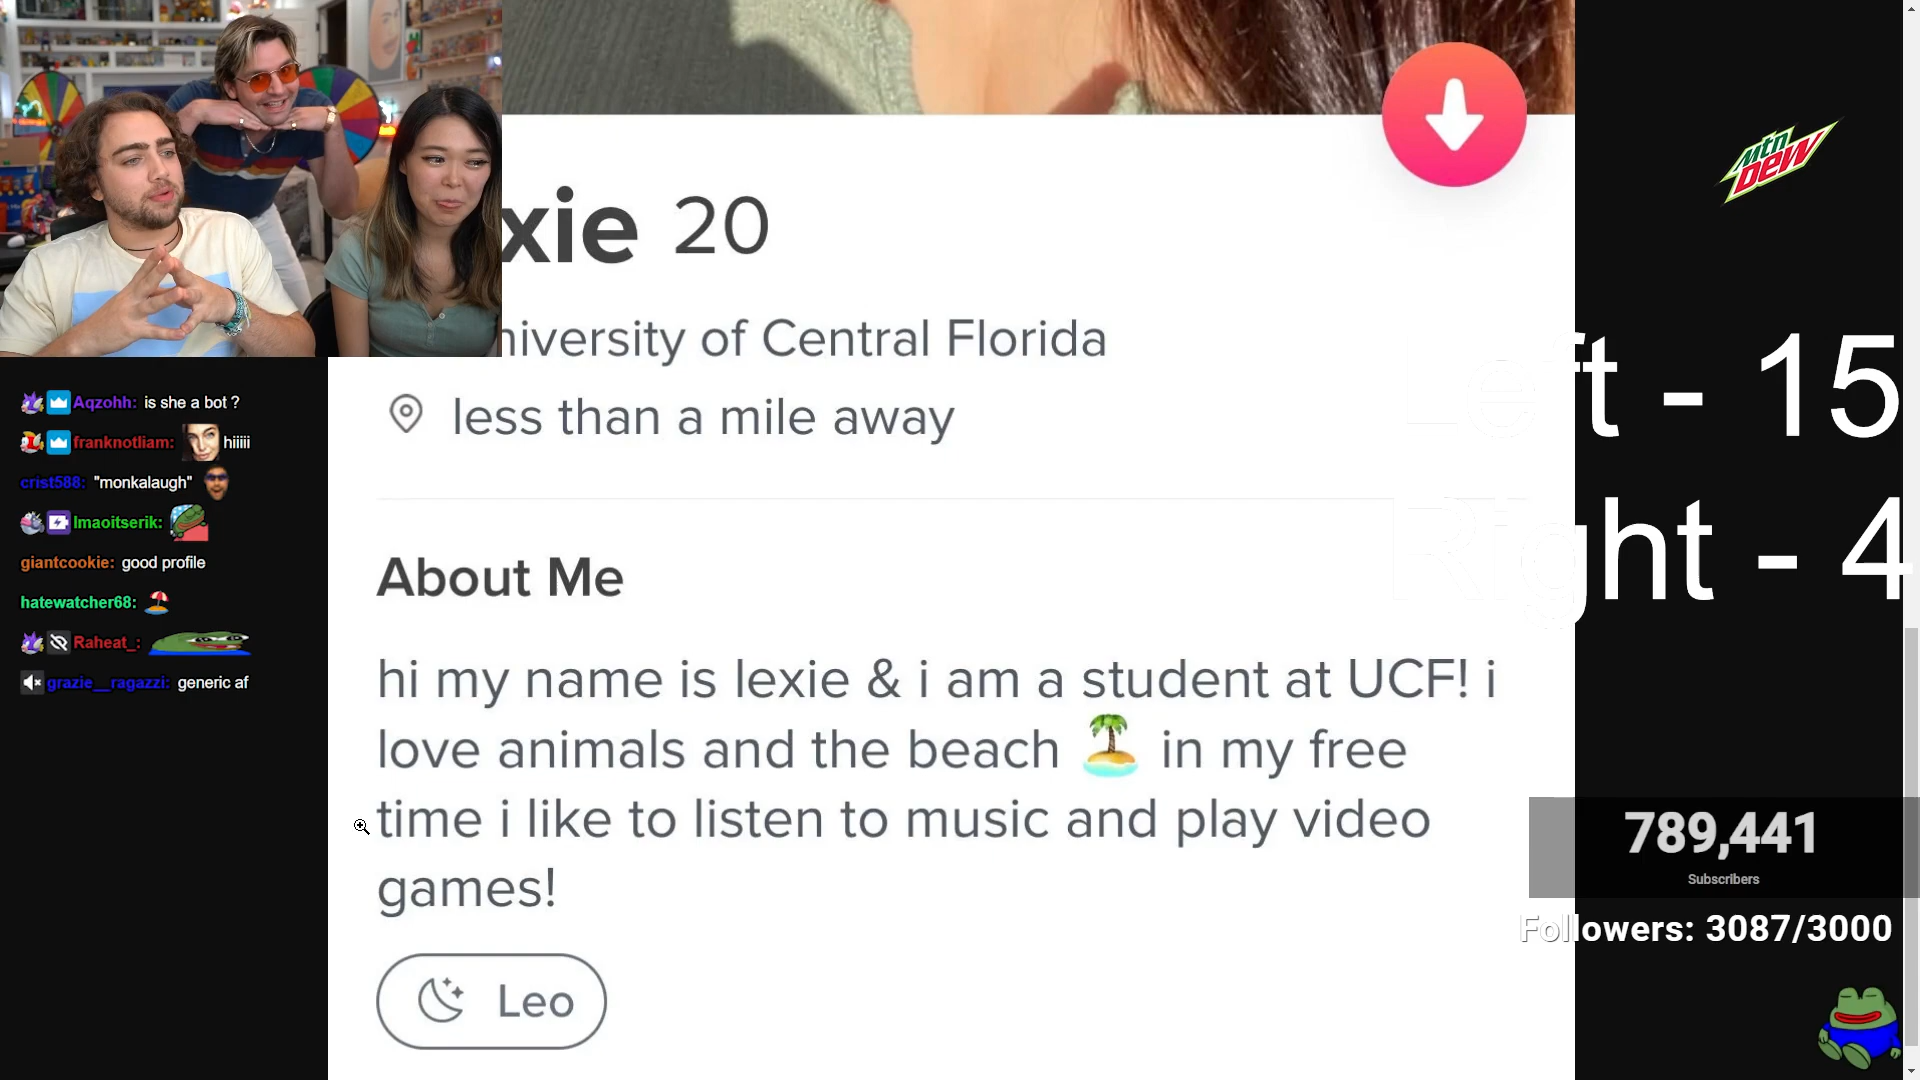 xie 20
niversity of Central Florida
less than a mile away
About Me
hi my name is lexie & i am a student at UCF! i
love animals and the beach 🏝️ in my free
time i like to listen to music and play video
games!
Leo
Aqzohh: is she a bot ?
franknotliam: hiiiii
crist588: "monkalaugh"
lmaoitserik:
giantcookie: good profile
hatewatcher68:
Raheat_:
grazie__ragazzi: generic af
mtn
DEW
Left - 15
Right - 4
789,441
Subscribers
Followers: 3087/3000